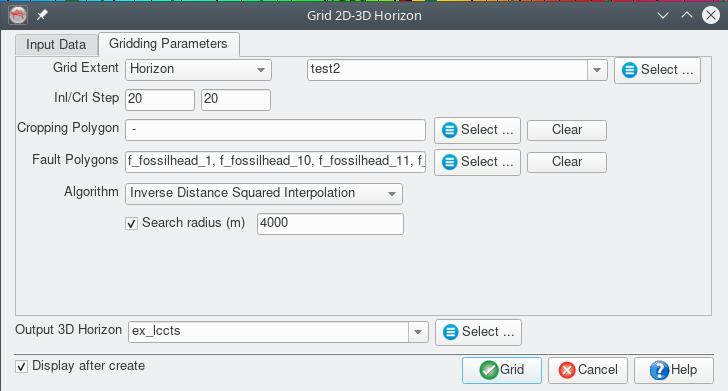 Grid 2D-3D Horizon
Input Data Gridding Parameters
Grid Extent Horizon test2 Select ...
Inl/Crl Step 20 20
Cropping Polygon - Select ... Clear
Fault Polygons f_fossilhead_1, f_fossilhead_10, f_fossilhead_11, f_ Select ... Clear
Algorithm Inverse Distance Squared Interpolation
Search radius (m) 4000
Output 3D Horizon ex_lccts Select ...
Display after create Grid Cancel Help